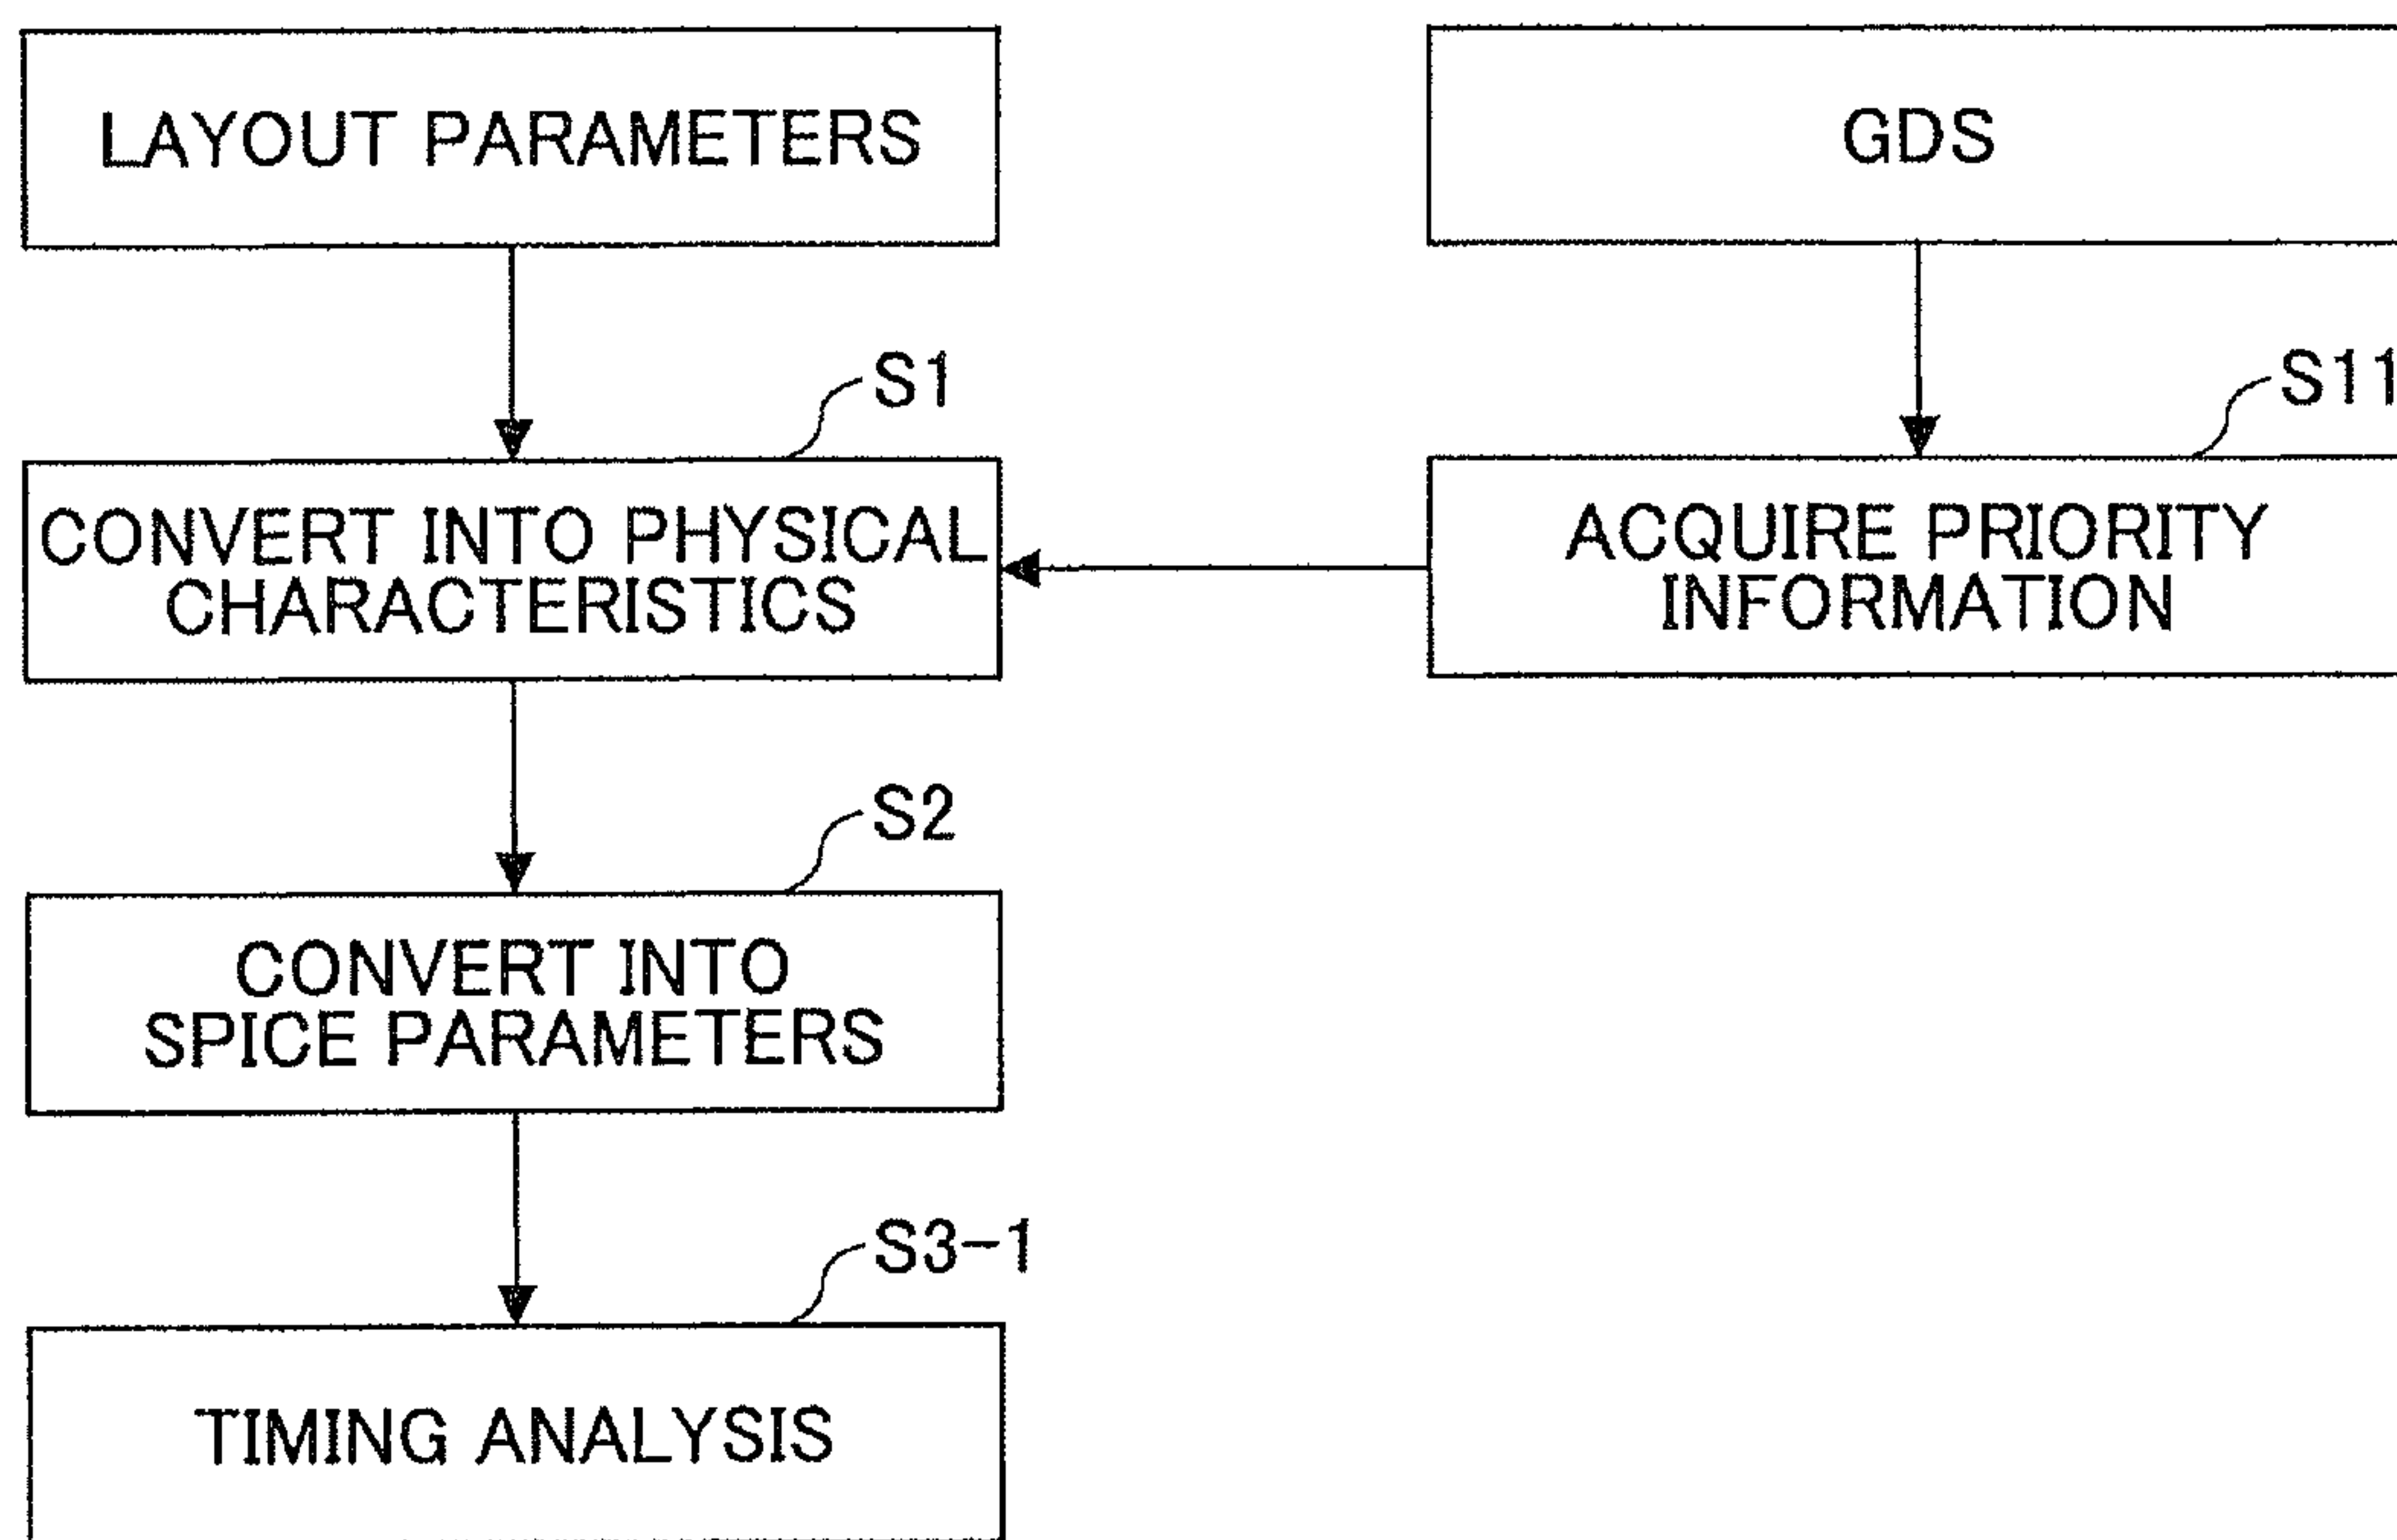 LAYOUT PARAMETERS
GDS
S1
S11
CONVERT INTO PHYSICAL
CHARACTERISTICS
ACQUIRE PRIORITY
INFORMATION
S2
CONVERT INTO
SPICE PARAMETERS
S3-1
TIMING ANALYSIS